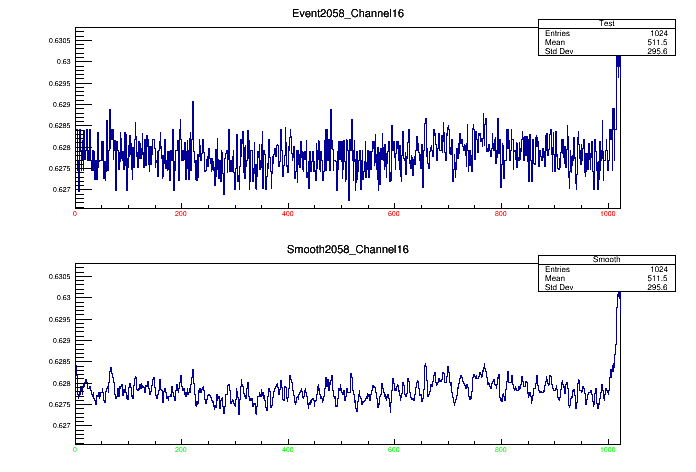 Event2058_Channel16
Test
Entries 1024
Mean 511.5
Std Dev 295.6
0.6305
0.63
0.6295
0.629
0.6285
0.628
0.6275
0.627
0 200 400 600 800 1000
Smooth2058_Channel16
Smooth
Entries 1024
Mean 511.5
Std Dev 295.6
0.6305
0.63
0.6295
0.629
0.6285
0.628
0.6275
0.627
0 200 400 600 800 1000